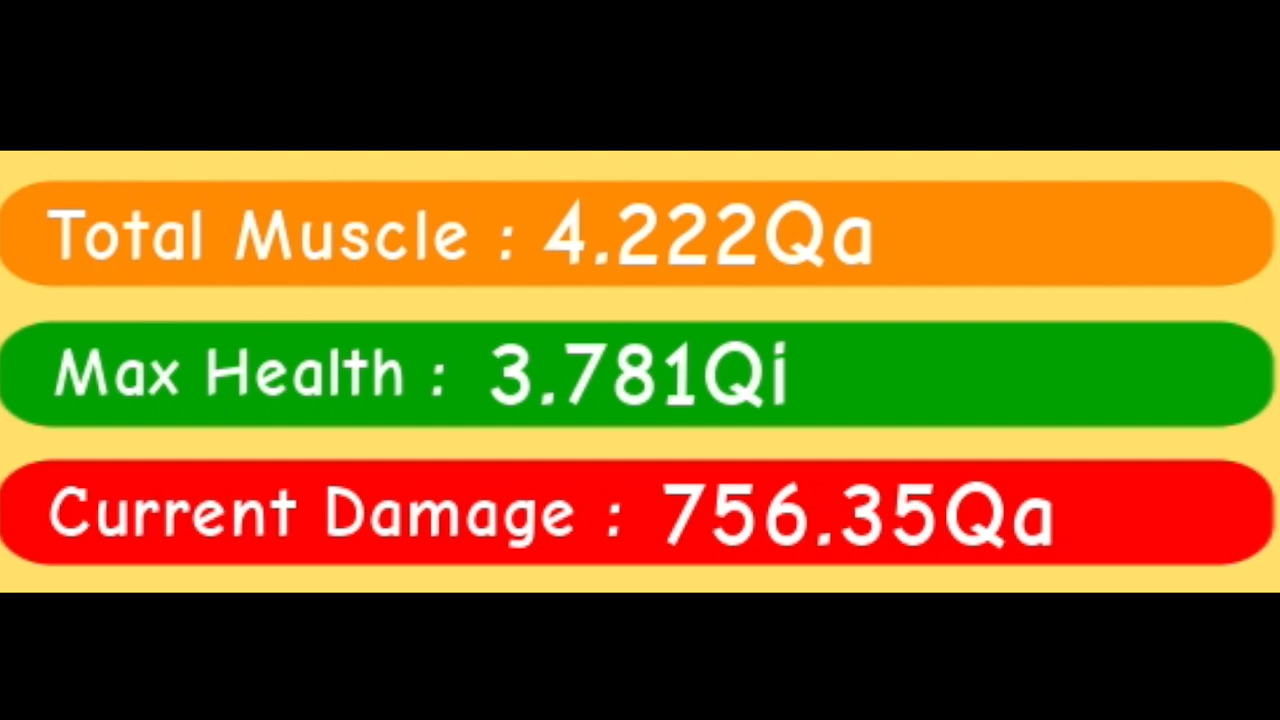 Total Muscle : 4.222Qa
Max Health : 3.781Qi
Current Damage : 756.35Qa